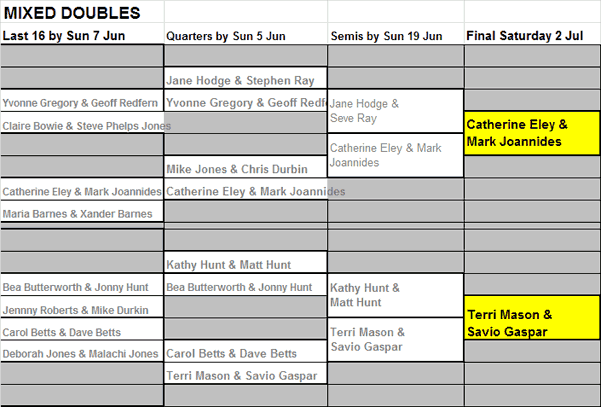 MIXED DOUBLES
Last 16 by Sun 7 Jun
Quarters by Sun 5 Jun
Semis by Sun 19 Jun
Final Saturday 2 Jul
Jane Hodge & Stephen Ray
Yvonne Gregory & Geoff Redfern
Yvonne Gregory & Geoff Redf
Jane Hodge &
Seve Ray
Claire Bowie & Steve Phelps Jones
Catherine Eley &
Mark Joannides
Catherine Eley & Mark
Joannides
Mike Jones & Chris Durbin
Catherine Eley & Mark Joannides
Catherine Eley & Mark Joannides
Maria Barnes & Xander Barnes
Kathy Hunt & Matt Hunt
Bea Butterworth & Jonny Hunt
Bea Butterworth & Jonny Hunt
Kathy Hunt &
Matt Hunt
Jennny Roberts & Mike Durkin
Terri Mason &
Savio Gaspar
Carol Betts & Dave Betts
Terri Mason &
Savio Gaspar
Deborah Jones & Malachi Jones
Carol Betts & Dave Betts
Terri Mason & Savio Gaspar